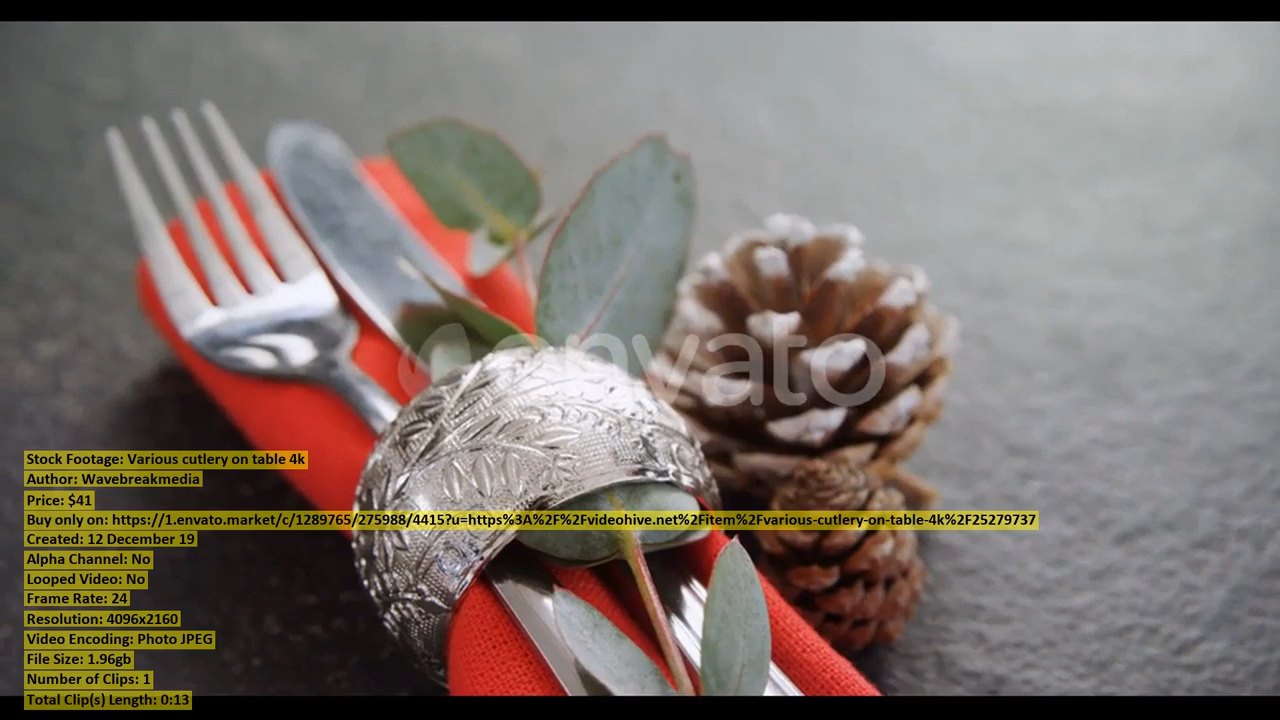 envato
Stock Footage: Various cutlery on table 4k
Author: Wavebreakmedia
Price: $41
Buy only on: https://1.envato.market/c/1289765/275988/4415?u=https%3A%2F%2Fvideohive.net%2Fitem%2Fvarious-cutlery-on-table-4k%2F25279737
Created: 12 December 19
Alpha Channel: No
Looped Video: No
Frame Rate: 24
Resolution: 4096x2160
Video Encoding: Photo JPEG
File Size: 1.96gb
Number of Clips: 1
Total Clip(s) Length: 0:13